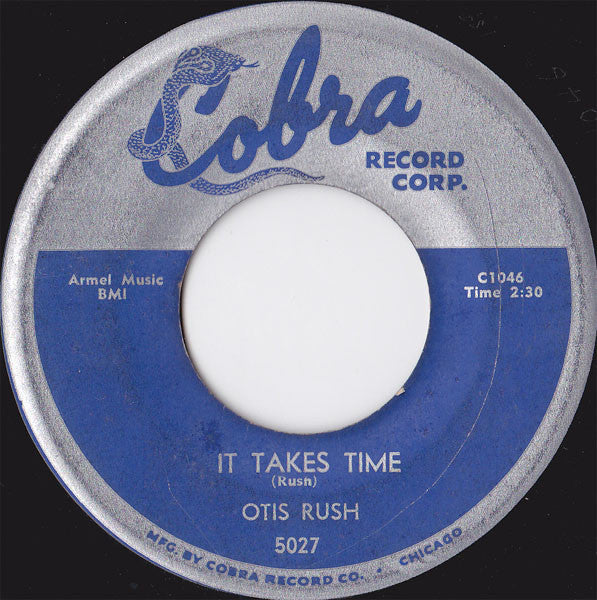 Cobra
RECORD
CORP.
Armel Music
BMI
C1046
Time 2:30
IT TAKES TIME
(Rush)
OTIS RUSH
5027
MFG. BY COBRA RECORD CO. • CHICAGO